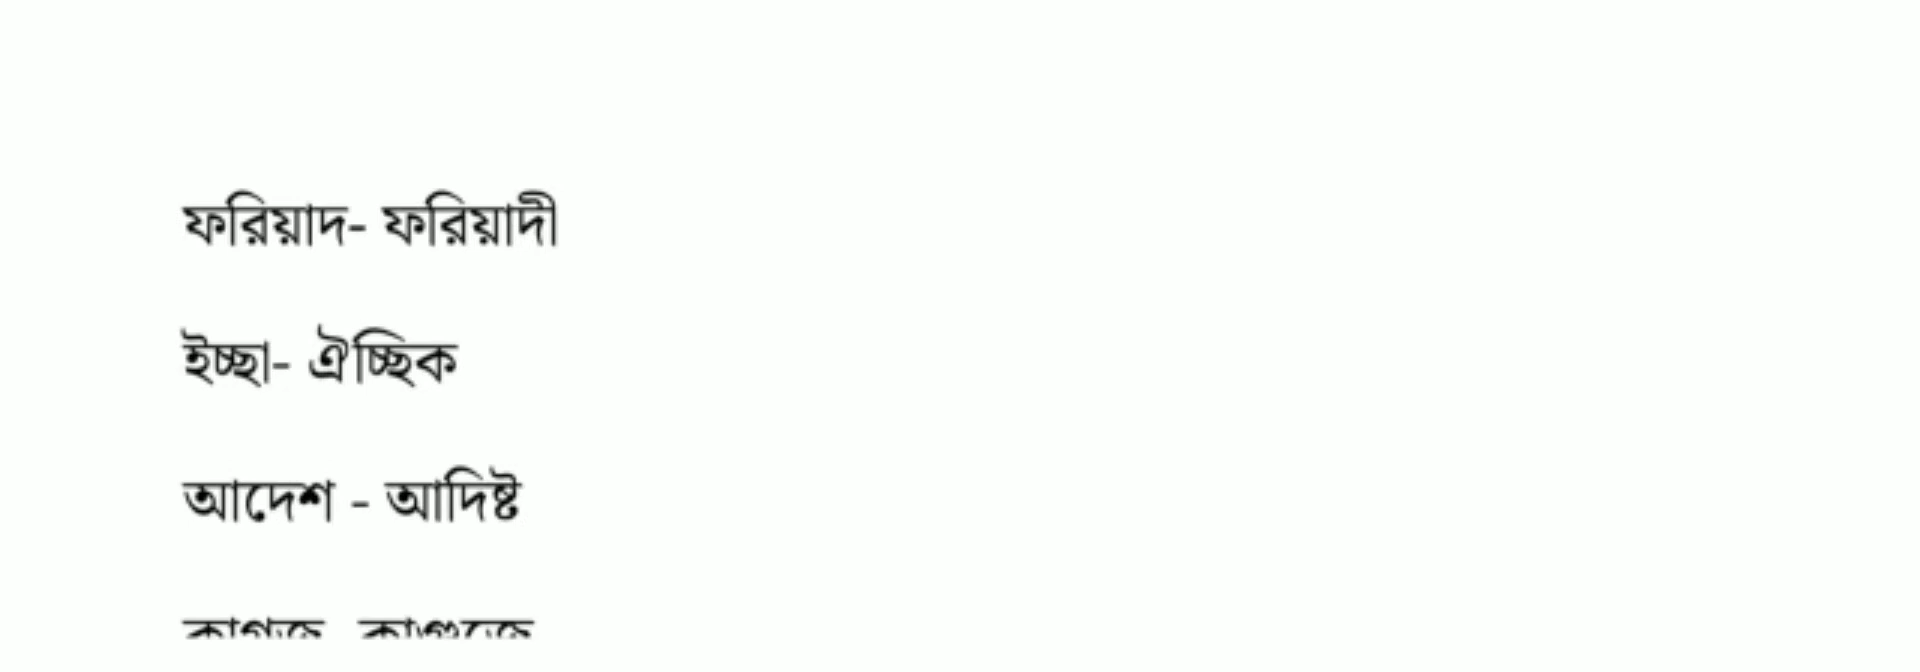 ফরিয়াদ- ফরিয়াদী
ইচ্ছা- ঐচ্ছিক
আদেশ - আদিষ্ট